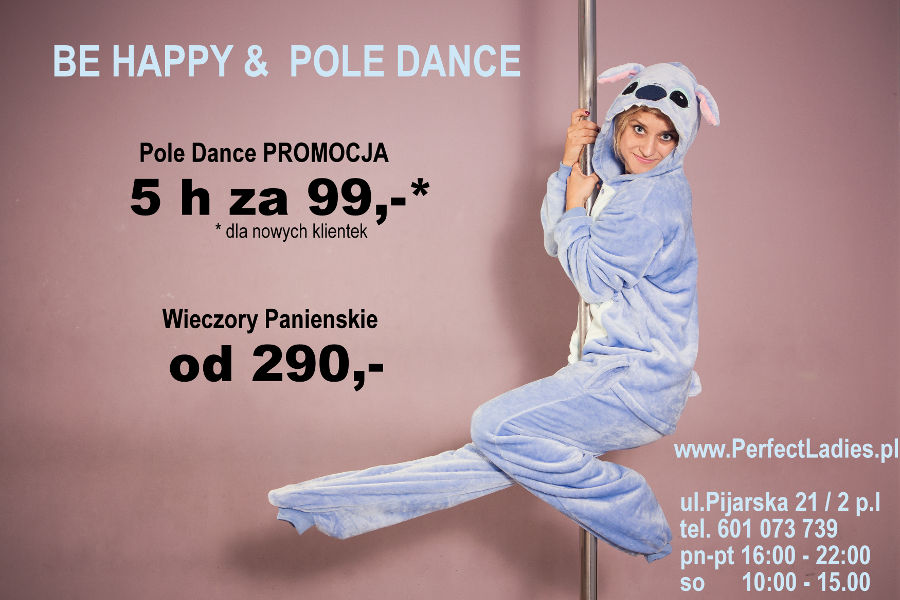 BE HAPPY & POLE DANCE
Pole Dance PROMOCJA
5 h za 99,-*
* dla nowych klientek
Wieczory Panienskie
od 290,-
www.PerfectLadies.pl
ul.Pijarska 21 / 2 p.I
tel. 601 073 739
pn-pt 16:00 - 22:00
so 10:00 - 15.00